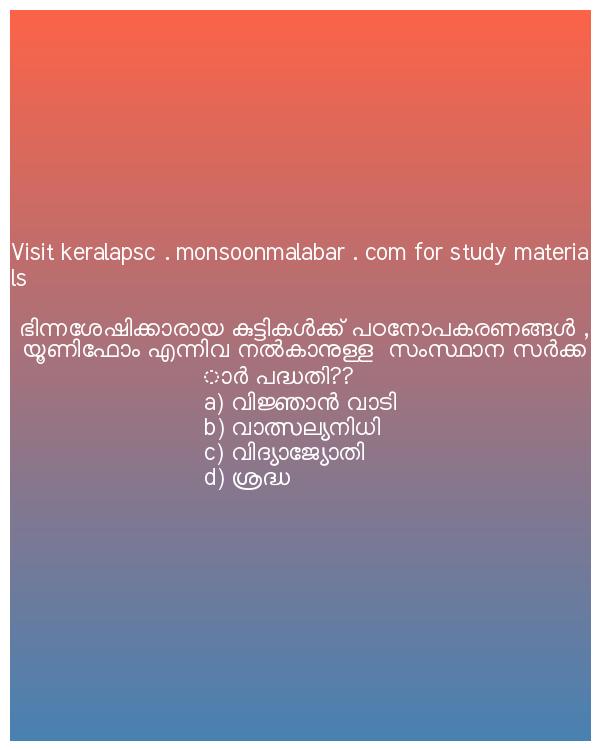 Visit keralapsc . monsoonmalabar . com for study materia
ls
ഭിന്നശേഷിക്കാരായ കുട്ടികൾക്ക് പഠനോപകരണങ്ങൾ ,
യൂണിഫോം എന്നിവ നൽകാനുള്ള സംസ്ഥാന സർക്ക
ാർ പദ്ധതി??
a) വിജ്ഞാൻ വാടി
b) വാത്സല്യനിധി
c) വിദ്യാജ്യോതി
d) ശ്രദ്ധ